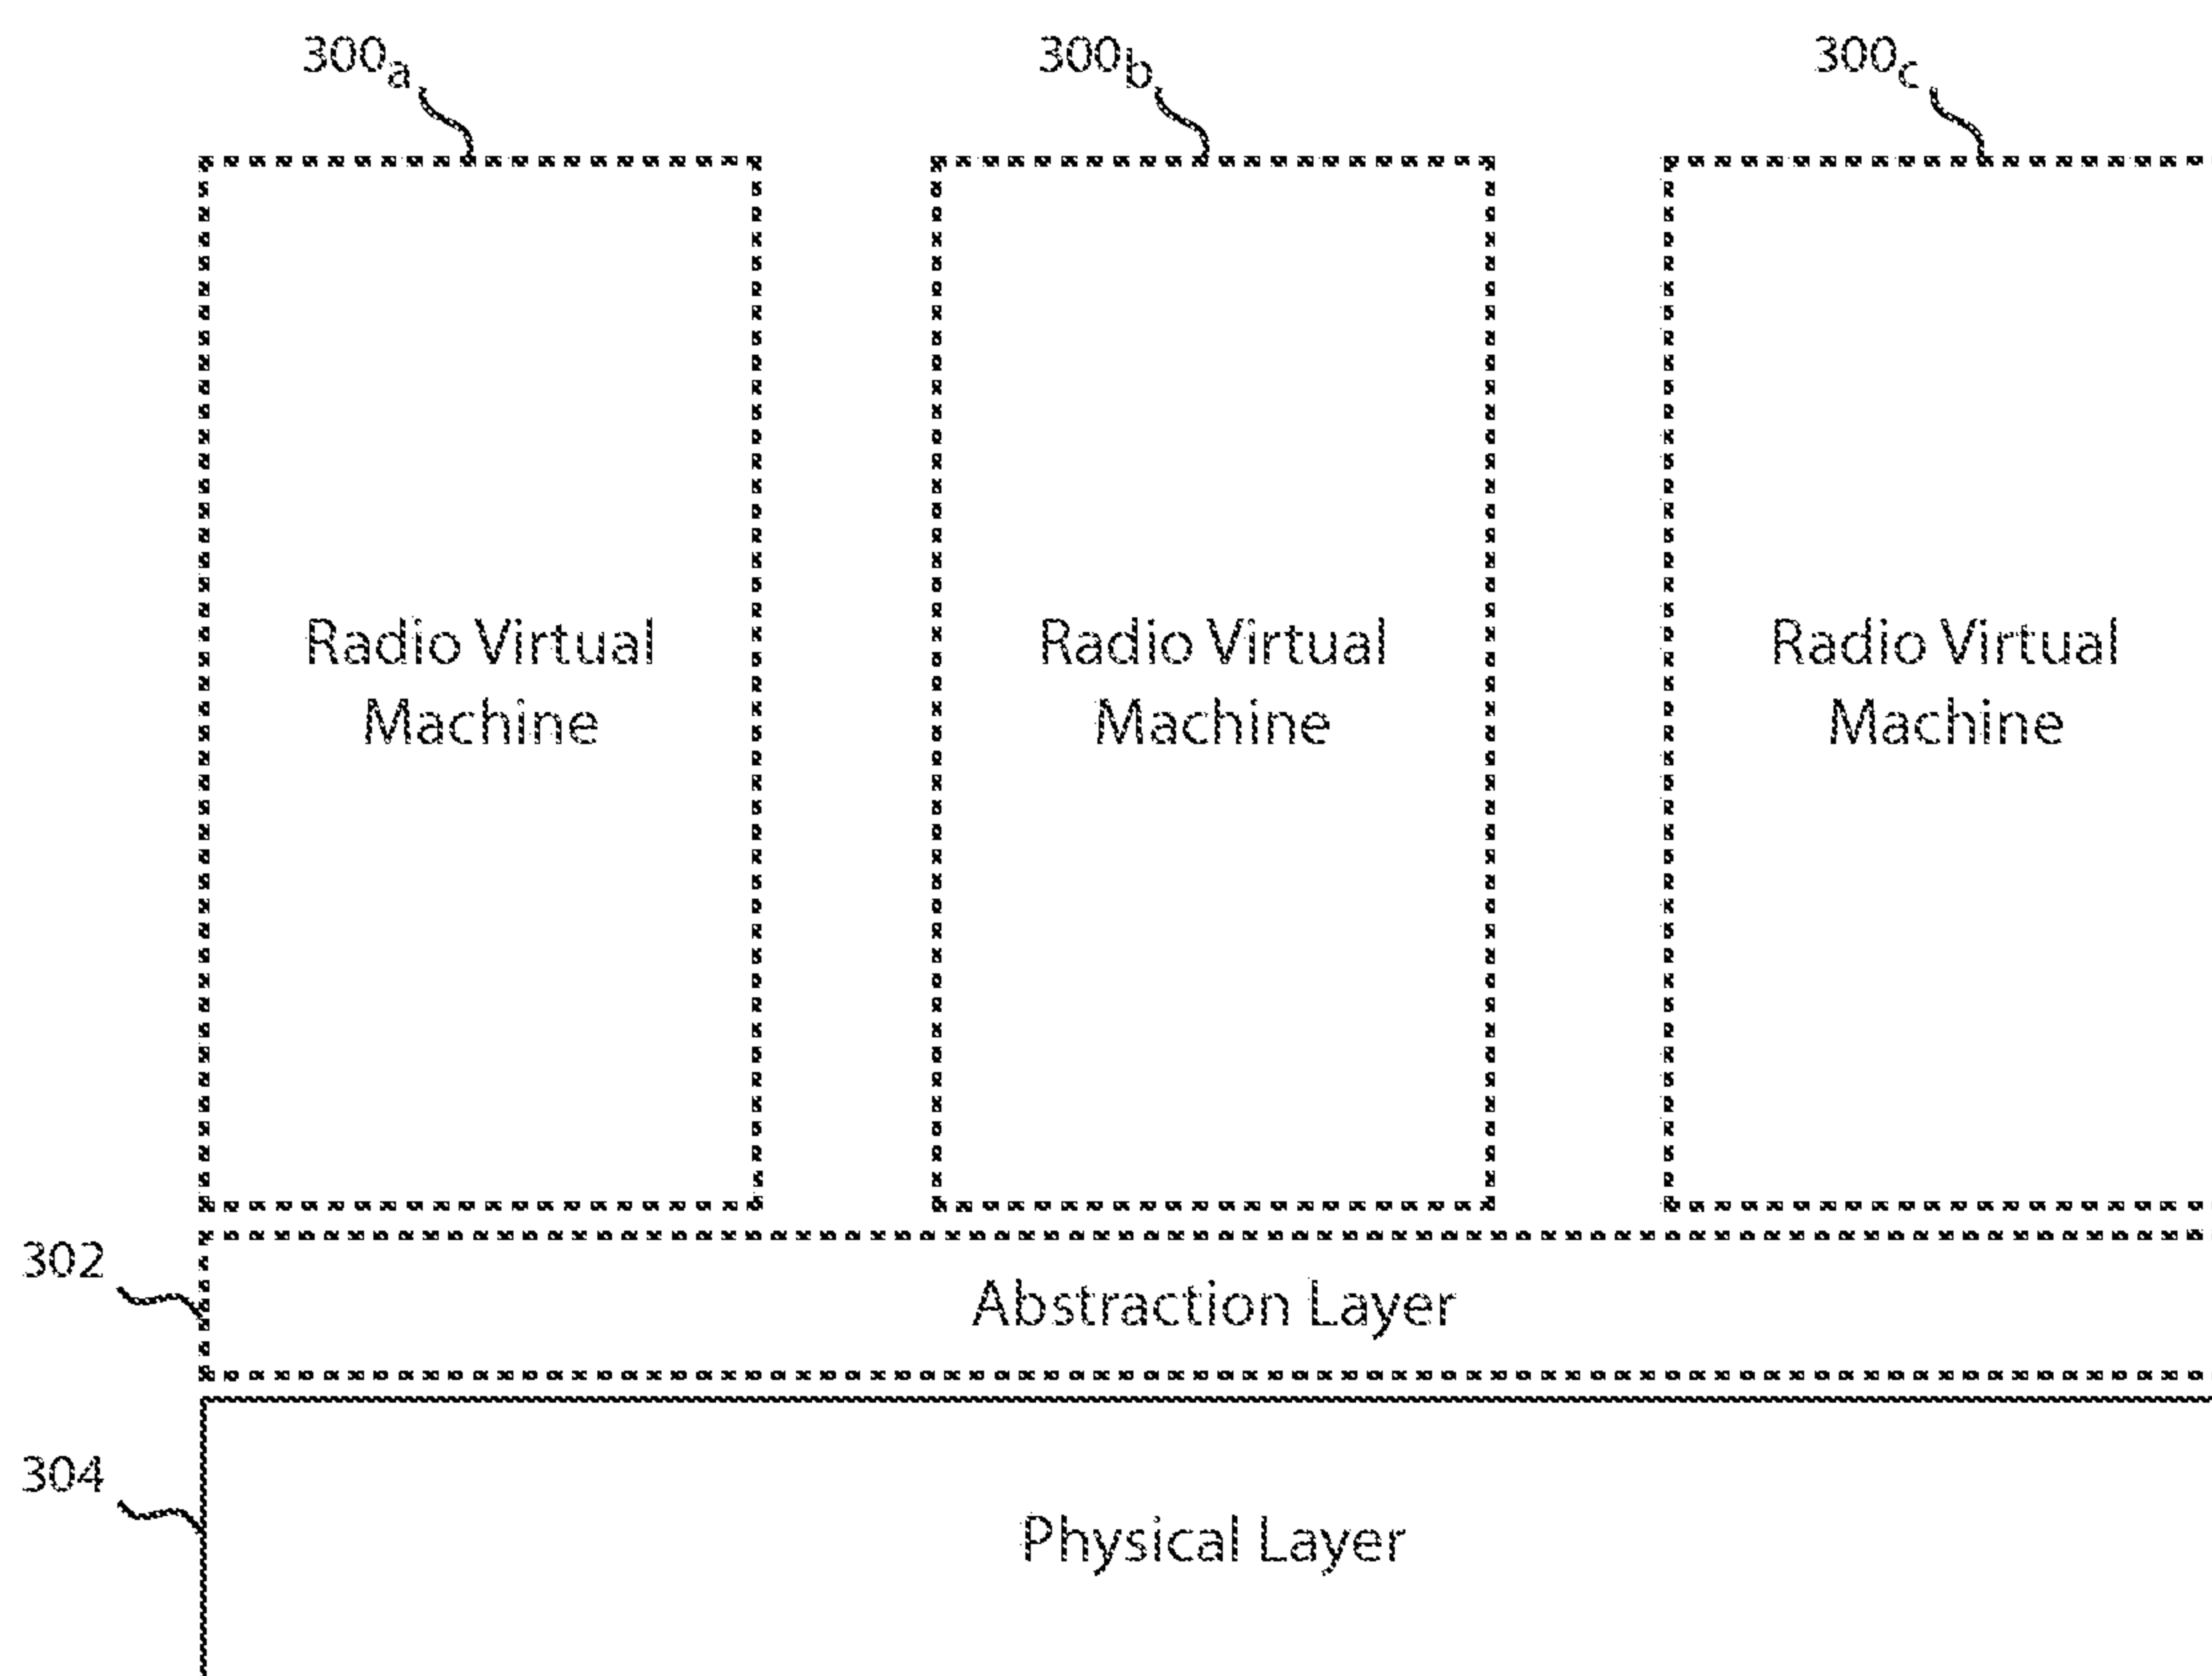 300a
300b
300c
Radio Virtual
Machine
Radio Virtual
Machine
Radio Virtual
Machine
302
Abstraction Layer
304
Physical Layer